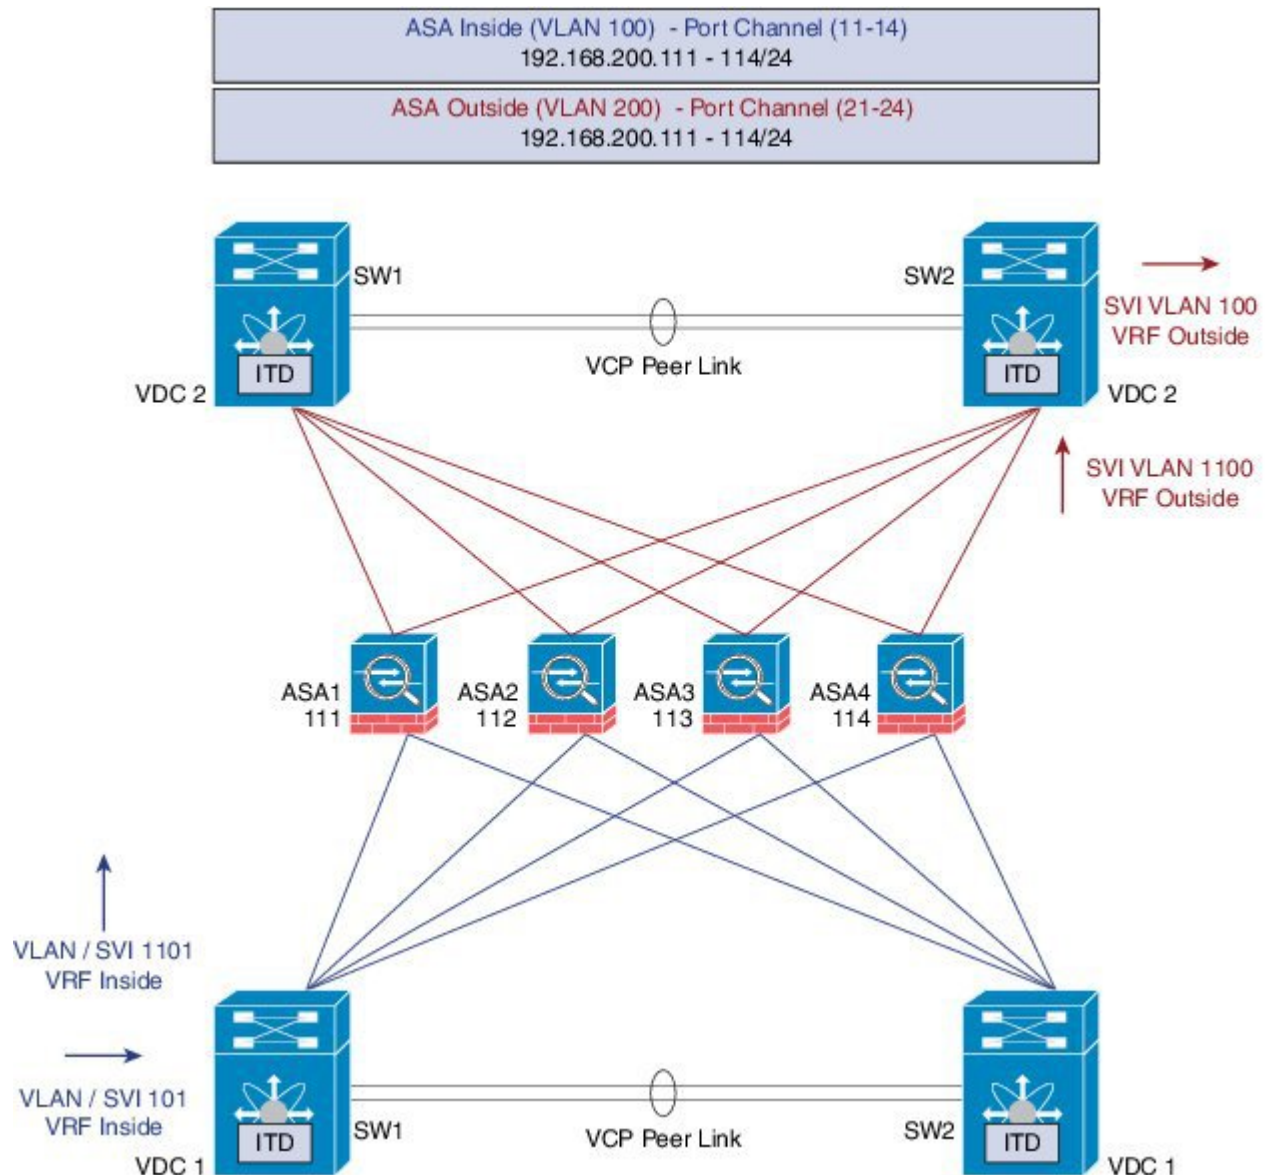 ASA Inside (VLAN 100) - Port Channel (11-14)
192.168.200.111 - 114/24
ASA Outside (VLAN 200) - Port Channel (21-24)
192.168.200.111 - 114/24
SW1
SW2
SVI VLAN 100
VRF Outside
VCP Peer Link
ITD
ITD
VDC 2
VDC 2
SVI VLAN 1100
VRF Outside
ASA1
111
ASA2
112
ASA3
113
ASA4
114
VLAN / SVI 1101
VRF Inside
VLAN / SVI 101
VRF Inside
SW1
VCP Peer Link
SW2
ITD
ITD
VDC 1
VDC 1